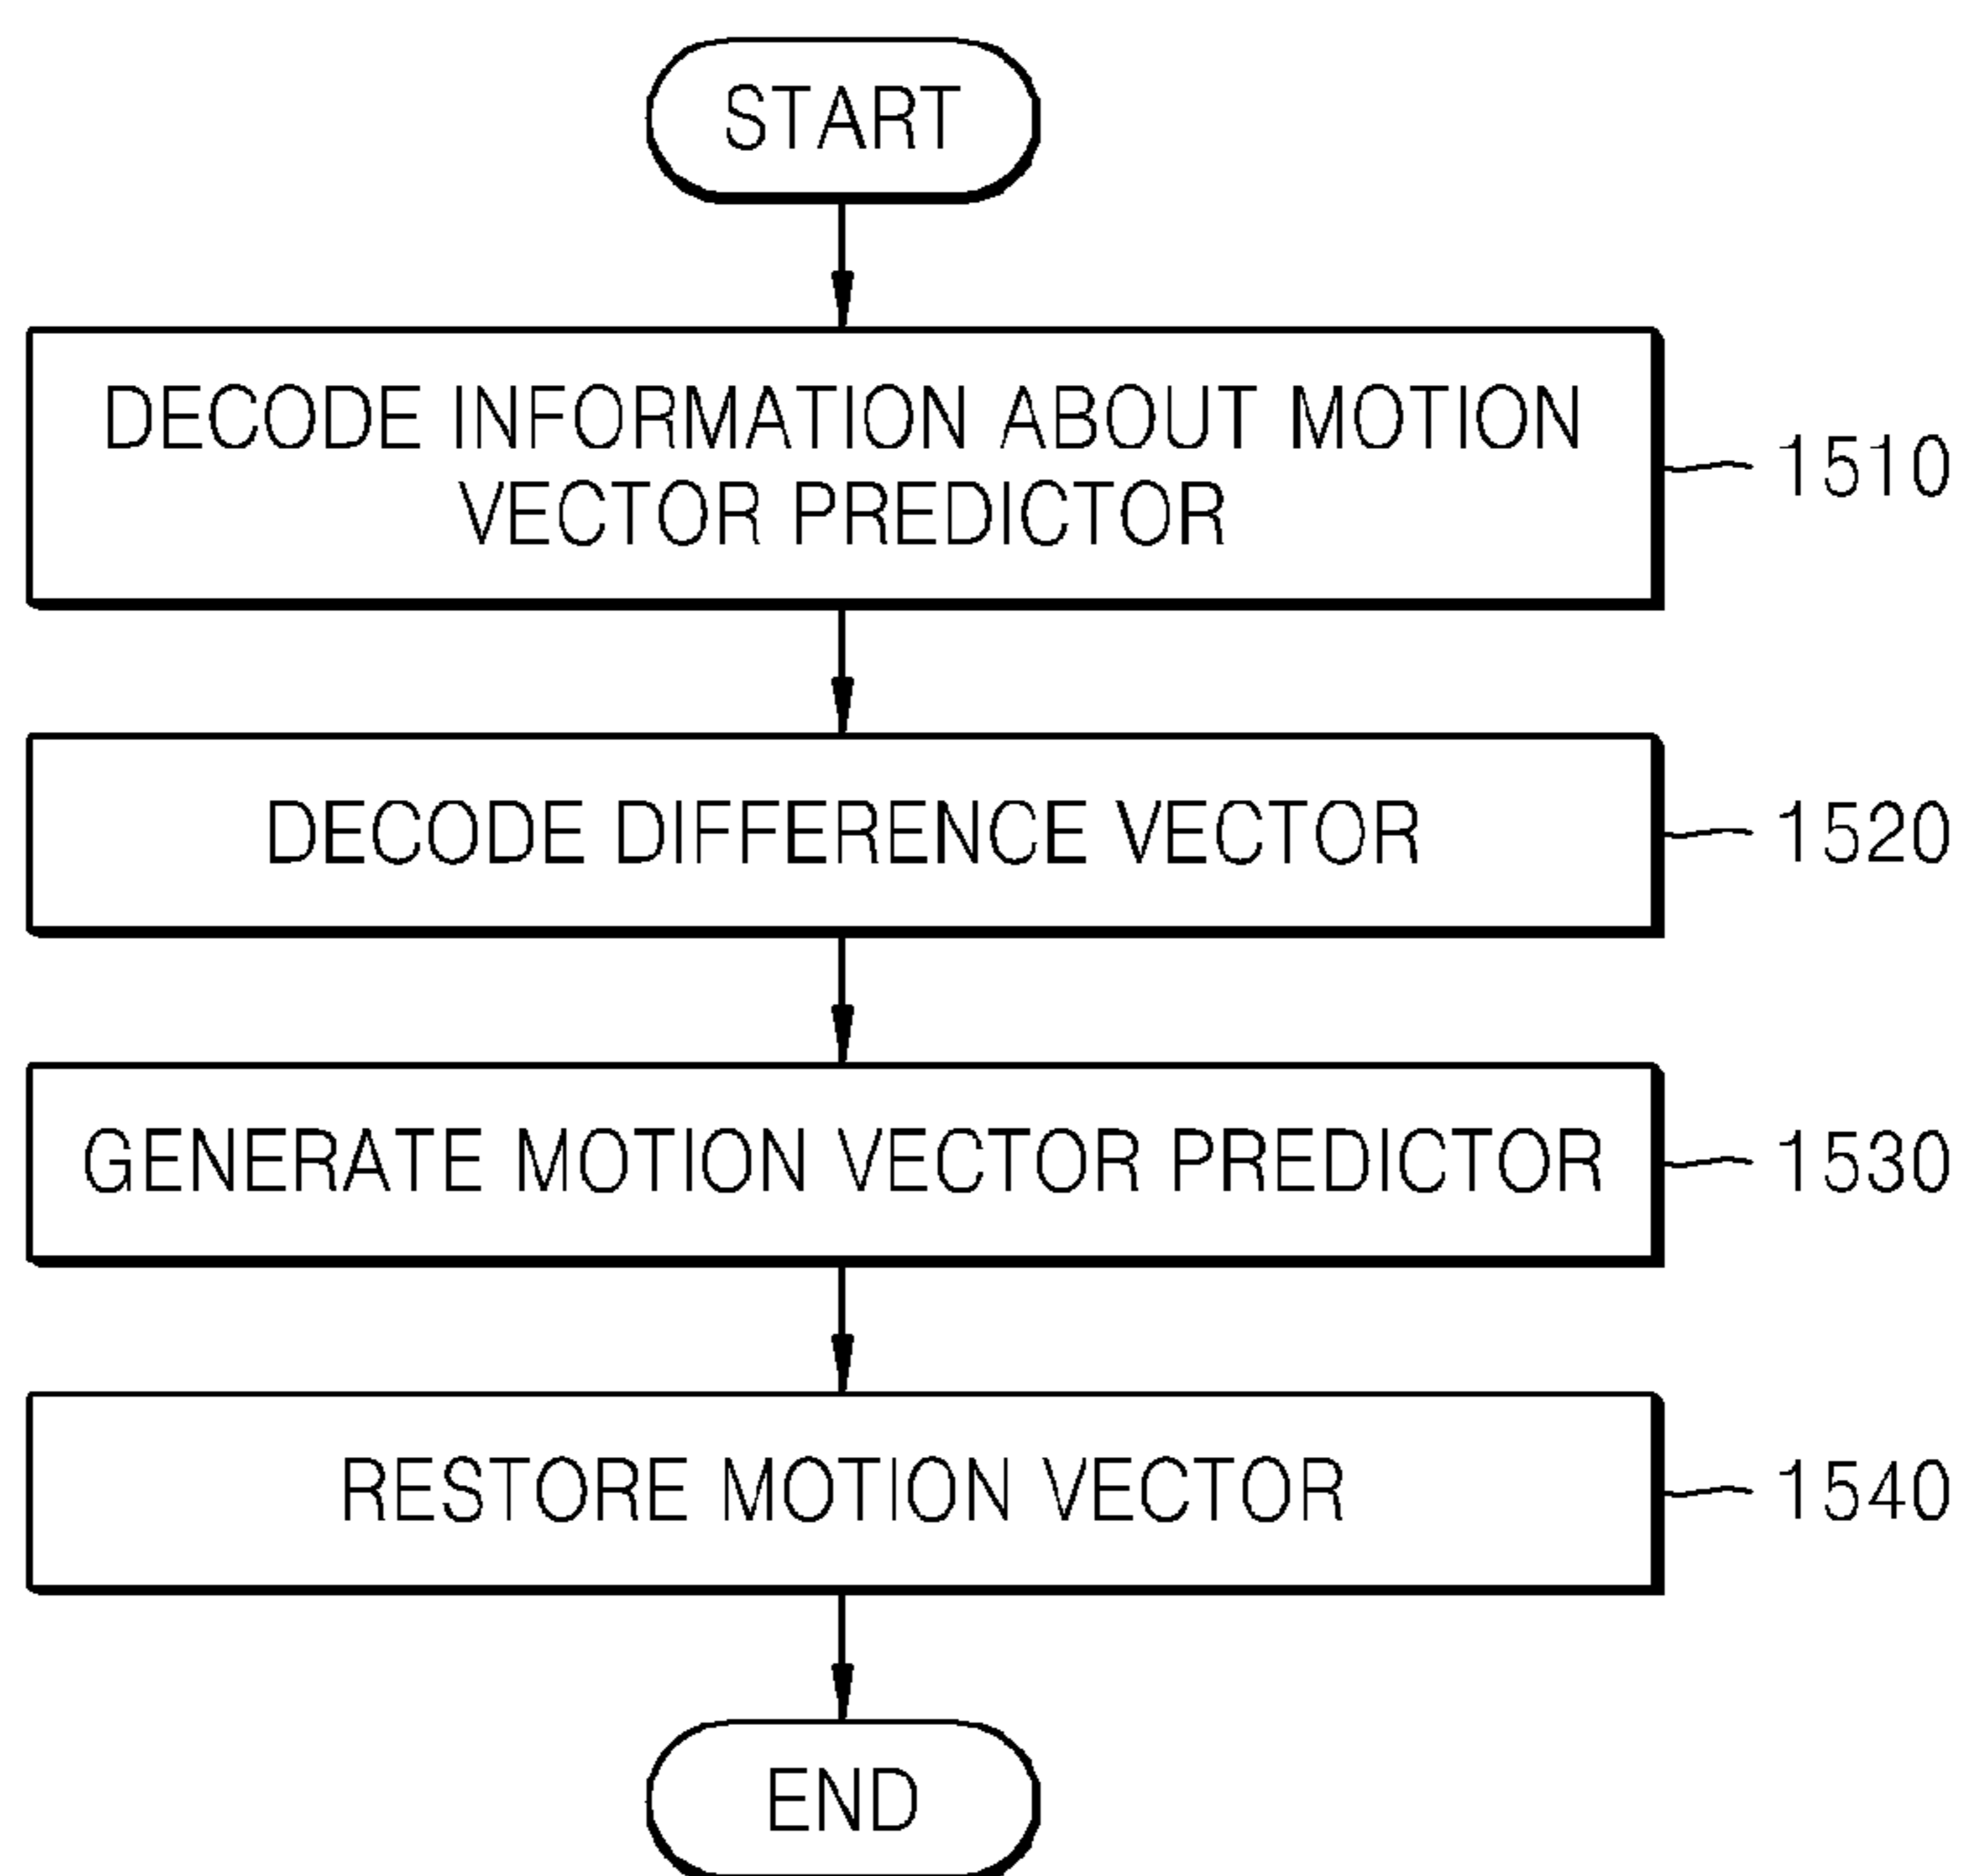 START
DECODE INFORMATION ABOUT MOTION
VECTOR PREDICTOR
1510
DECODE DIFFERENCE VECTOR
1520
GENERATE MOTION VECTOR PREDICTOR
1530
RESTORE MOTION VECTOR
1540
END